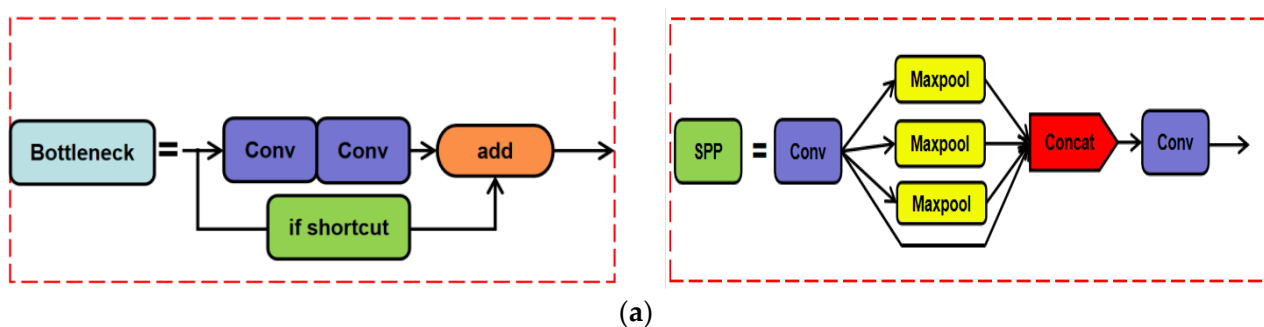 Bottleneck = Conv Conv add
if shortcut
Maxpool
SPP = Conv Maxpool Concat Conv
Maxpool
(a)